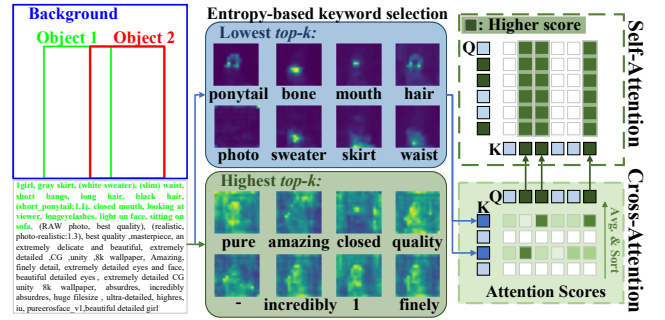 Background
Object 1
Object 2
1girl, gray skirt, (white sweater), (slim) waist,
short bangs, long hair, black hair,
(short_ponytail:1.1), closed mouth, looking at
viewer, hugeyelashes, light on face, sitting on
sofa, (RAW photo, best quality), (realistic,
photo-realistic:1.3), best quality ,masterpiece, an
extremely delicate and beautiful, extremely
detailed ,CG ,unity ,8k wallpaper, Amazing,
finely detail, extremely detailed eyes and face,
beautiful detailed eyes , extremely detailed CG
unity 8k wallpaper, absurdres, incredibly
absurdres, huge filesize , ultra-detailed, highres,
iu, pureerosface_v1,beautiful detailed girl
Entropy-based keyword selection
Lowest top-k:
ponytail bone mouth hair
photo sweater skirt waist
Highest top-k:
pure amazing closed quality
- incredibly 1 finely
: Higher score
Q
K
Self-Attention
Q
K
Avg. & Sort
Attention Scores
Cross-Attention